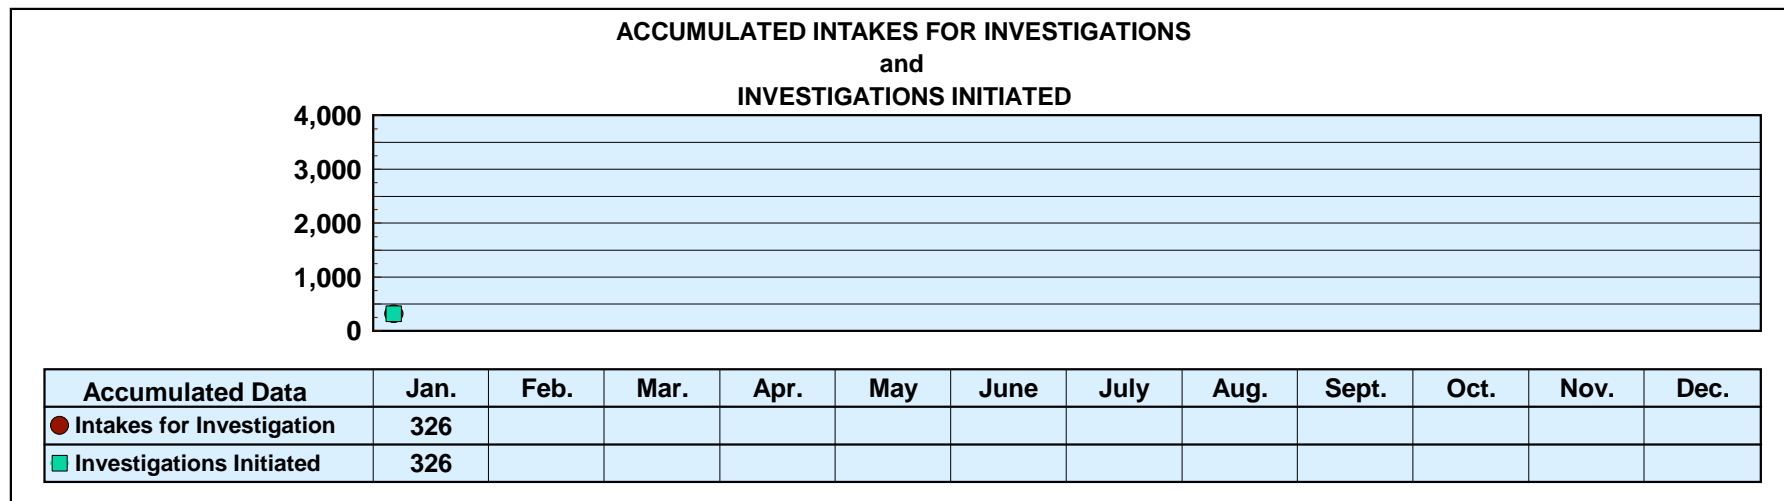 ACCUMULATED INTAKES FOR INVESTIGATIONS
and
INVESTIGATIONS INITIATED
4,000
3,000
2,000
1,000
0
Accumulated Data Jan. Feb. Mar. Apr. May June July Aug. Sept. Oct. Nov. Dec.
Intakes for Investigation 326
Investigations Initiated 326